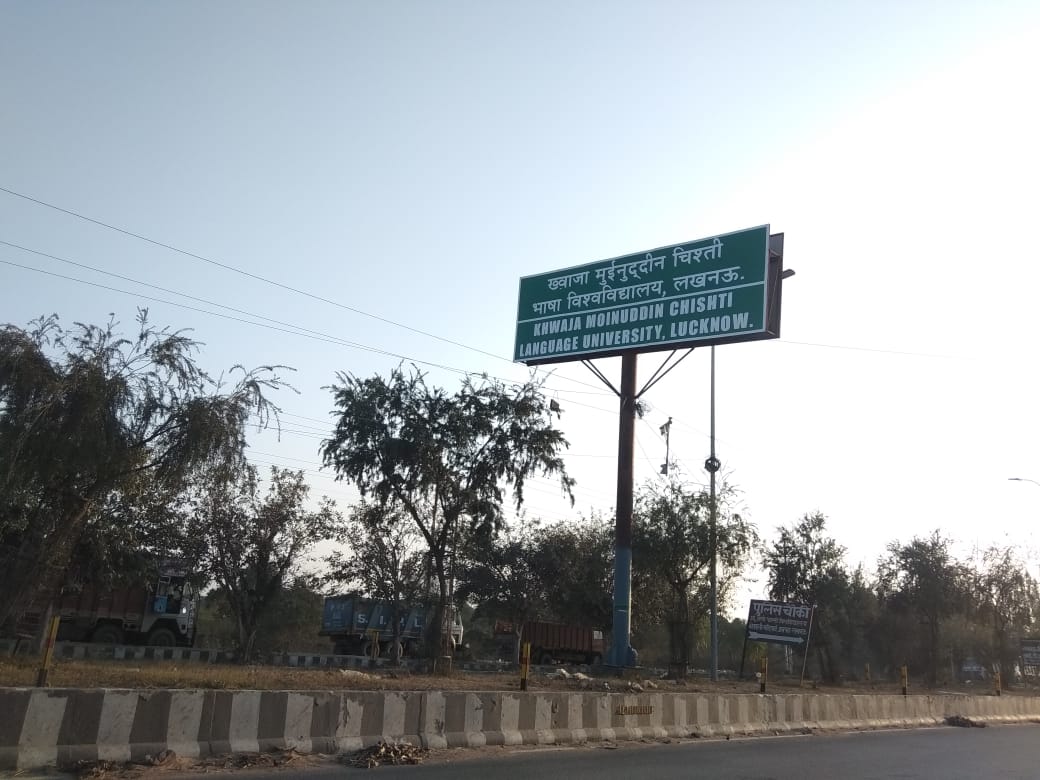 ख्वाजा मुईनुद्दीन चिश्ती
भाषा विश्वविद्यालय, लखनऊ.
KHWAJA MOINUDDIN CHISHTI
LANGUAGE UNIVERSITY, LUCKNOW.
S.I.
पुलिस चौकी